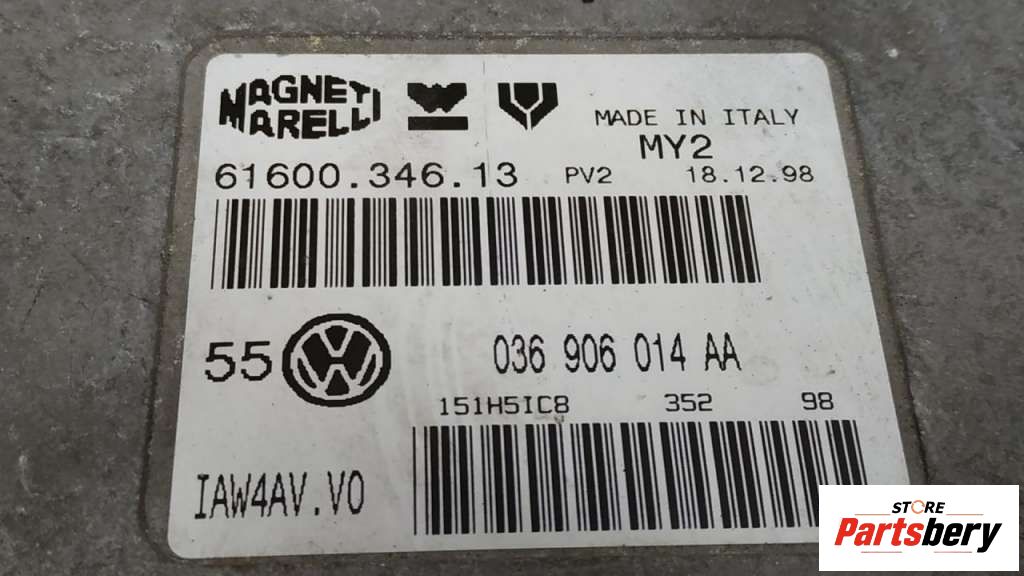 MAGNETI
MARELLI
MADE IN ITALY
MY2
61600.346.13 PV2 18.12.98
55 036 906 014 AA
151H5IC8 352 98
IAW4AV.V0
STORE
Partsbery